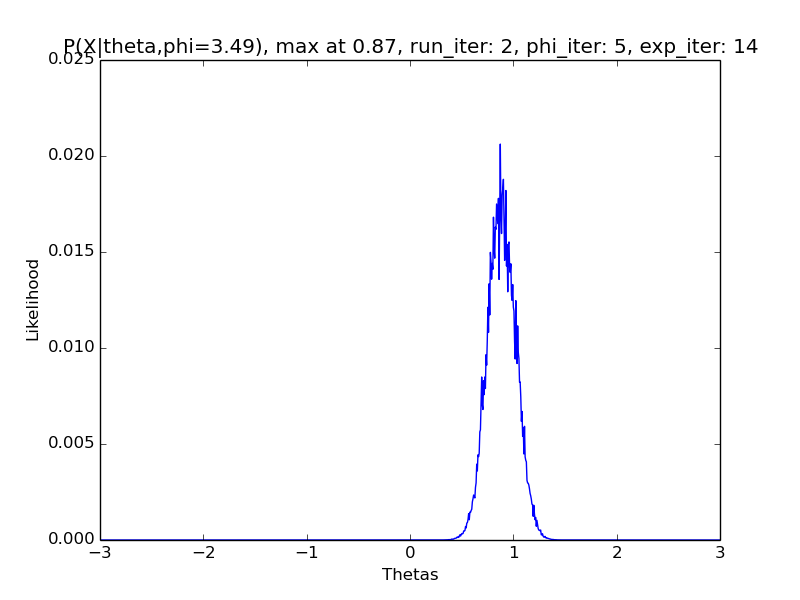 P(X|theta,phi=3.49), max at 0.87, run_iter: 2, phi_iter: 5, exp_iter: 14
0.025
0.020
0.015
0.010
0.005
0.000
Likelihood
−3 −2 −1 0 1 2 3
Thetas